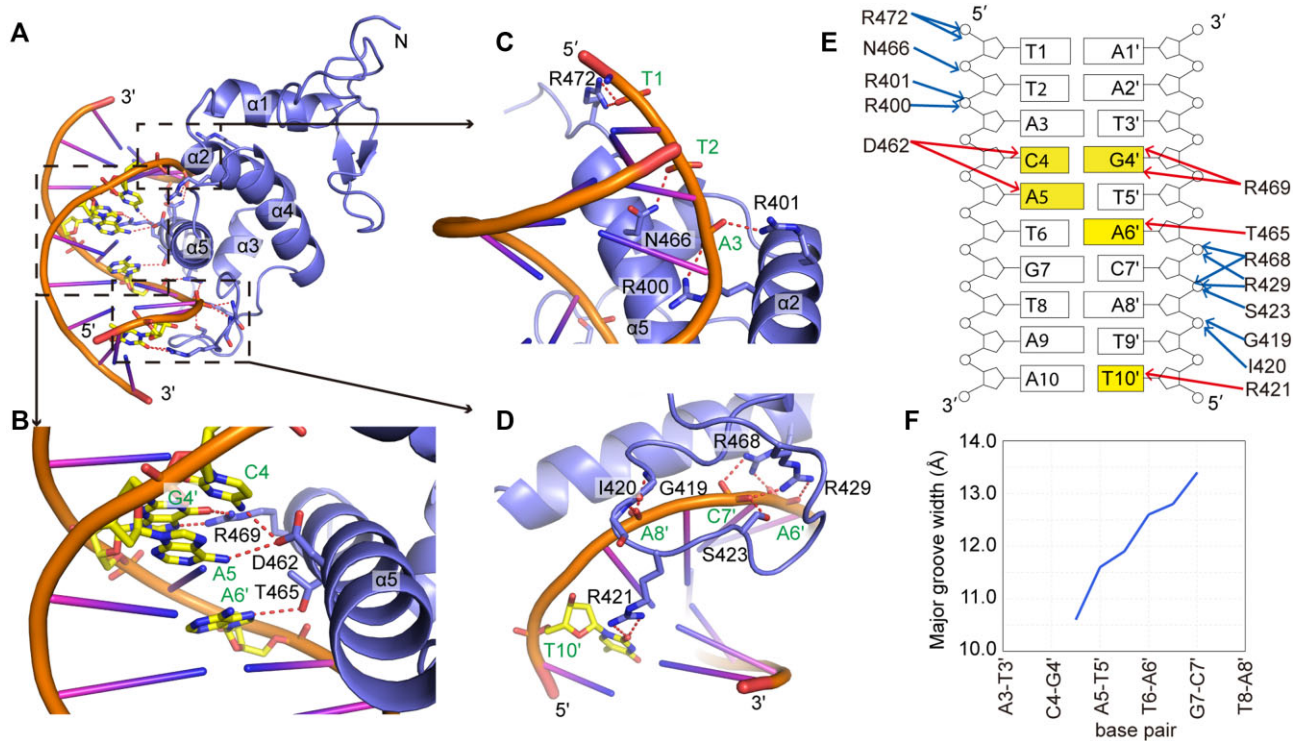 A
N
α1
3'
α2
α4
α5
α3
5'
3'
B
C4
G4'
R469
D462
A5
T465
A6'
α5
C
5'
R472
T1
T2
R401
N466
A3
R400
α2
α5
D
R468
I420
G419
R429
C7'
A8'
A6'
S423
R421
T10'
5'
3'
E
R472
5'
3'
N466
T1
A1'
R401
T2
A2'
R400
A3
T3'
D462
C4
G4'
A5
T5'
R469
T6
A6'
T465
G7
C7'
R468
R429
T8
A8'
S423
A9
T9'
G419
I420
A10
T10'
R421
3'
5'
F
Major groove width (Å)
14.0
13.0
12.0
11.0
10.0
A3-T3'
C4-G4'
A5-T5'
T6-A6'
G7-C7'
T8-A8'
base pair